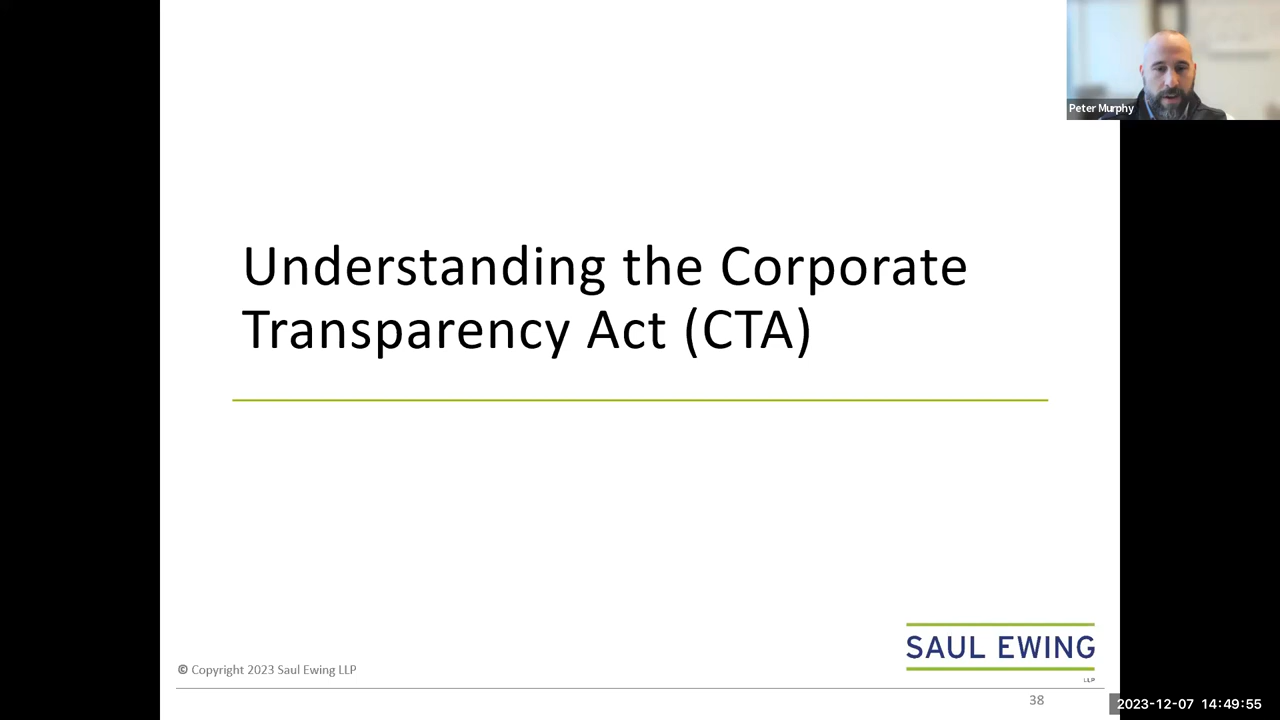 Peter Murphy
Understanding the Corporate
Transparency Act (CTA)
SAUL EWING
LLP
© Copyright 2023 Saul Ewing LLP
38
2023-12-07 14:49:55